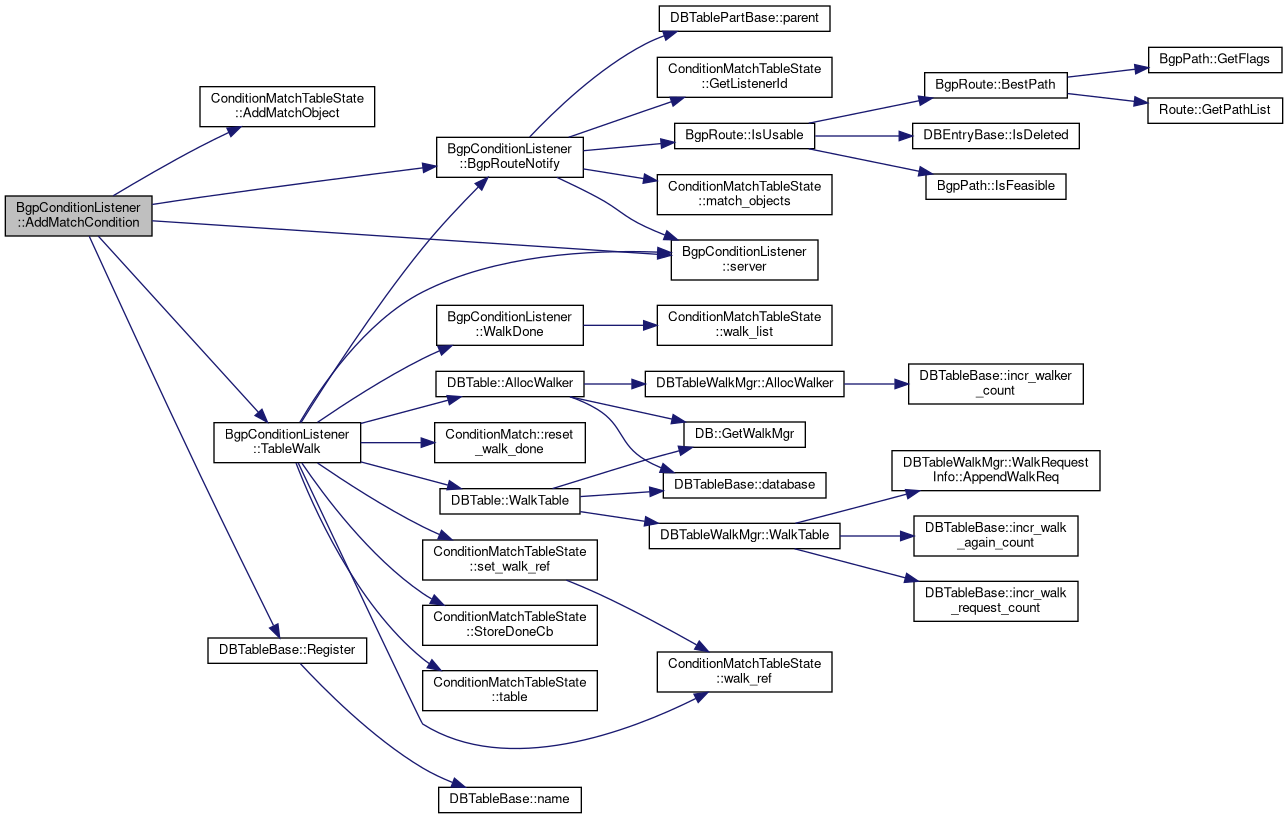 BgpConditionListener
::AddMatchCondition
ConditionMatchTableState
::AddMatchObject
BgpConditionListener
::BgpRouteNotify
DBTablePartBase::parent
ConditionMatchTableState
::GetListenerId
BgpRoute::IsUsable
BgpRoute::BestPath
BgpPath::GetFlags
Route::GetPathList
DBEntryBase::IsDeleted
BgpPath::IsFeasible
ConditionMatchTableState
::match_objects
BgpConditionListener
::server
BgpConditionListener
::TableWalk
BgpConditionListener
::WalkDone
ConditionMatchTableState
::walk_list
DBTable::AllocWalker
DBTableWalkMgr::AllocWalker
DBTableBase::incr_walker
_count
DB::GetWalkMgr
DBTableBase::database
ConditionMatch::reset
_walk_done
DBTable::WalkTable
DBTableWalkMgr::WalkTable
DBTableWalkMgr::WalkRequest
Info::AppendWalkReq
DBTableBase::incr_walk
_again_count
DBTableBase::incr_walk
_request_count
ConditionMatchTableState
::set_walk_ref
ConditionMatchTableState
::StoreDoneCb
ConditionMatchTableState
::table
ConditionMatchTableState
::walk_ref
DBTableBase::Register
DBTableBase::name